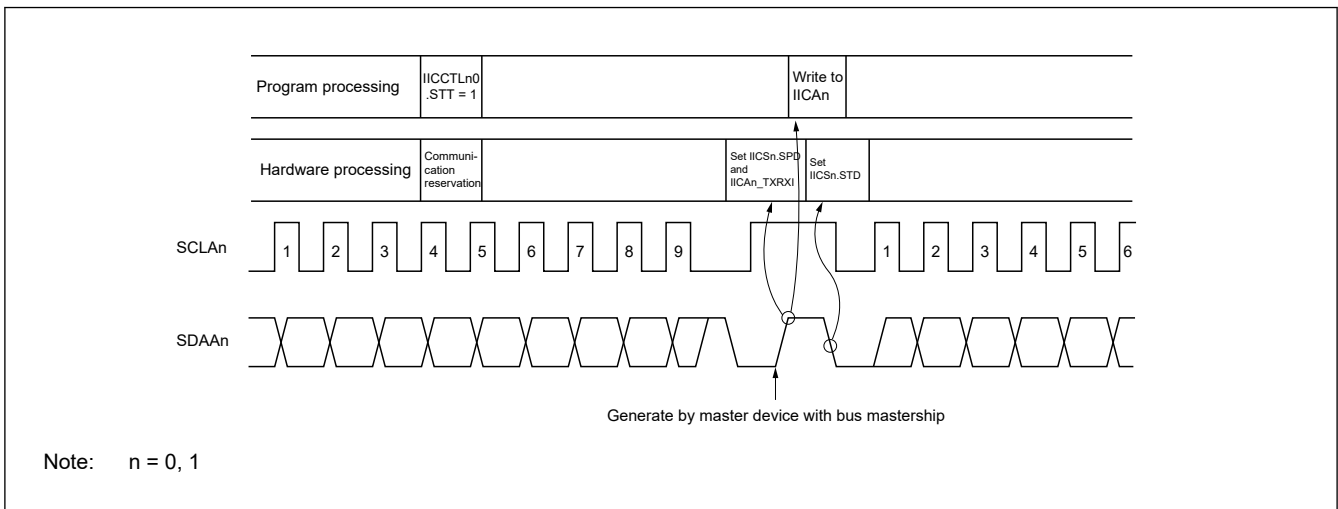 Program processing
IICCTLn0
.STT = 1
Write to
IICAn
Hardware processing
Communi-
cation
reservation
Set IICSn.SPD
and
IICAn_TXRXI
Set
IICSn.STD
SCLAn
1 2 3 4 5 6 7 8 9 1 2 3 4 5 6
SDAAn
Generate by master device with bus mastership
Note: n = 0, 1